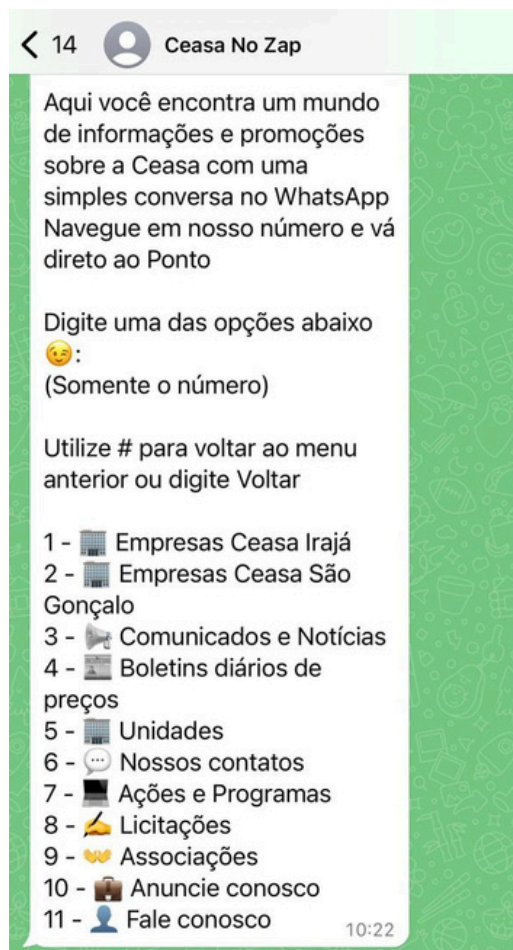 14 Ceasa No Zap
Aqui você encontra um mundo
de informações e promoções
sobre a Ceasa com uma
simples conversa no WhatsApp
Navegue em nosso número e vá
direto ao Ponto
Digite uma das opções abaixo
😉:
(Somente o número)
Utilize # para voltar ao menu
anterior ou digite Voltar
1 - 🏢 Empresas Ceasa Irajá
2 - 🏢 Empresas Ceasa São
Gonçalo
3 - 📢 Comunicados e Notícias
4 - 📰 Boletins diários de
preços
5 - 🏢 Unidades
6 - 💬 Nossos contatos
7 - 💻 Ações e Programas
8 - ✍️ Licitações
9 - 👐 Associações
10 - 💼 Anuncie conosco
11 - 👤 Fale conosco
10:22